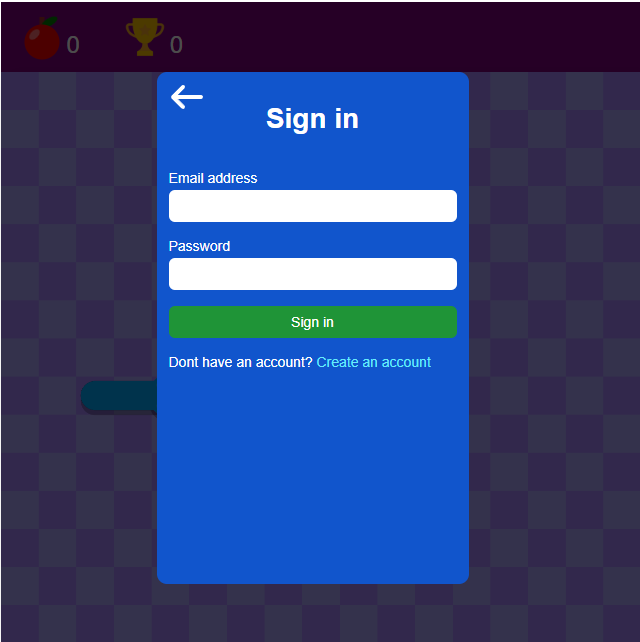 0 0
Sign in
Email address
Password
Sign in
Dont have an account? Create an account